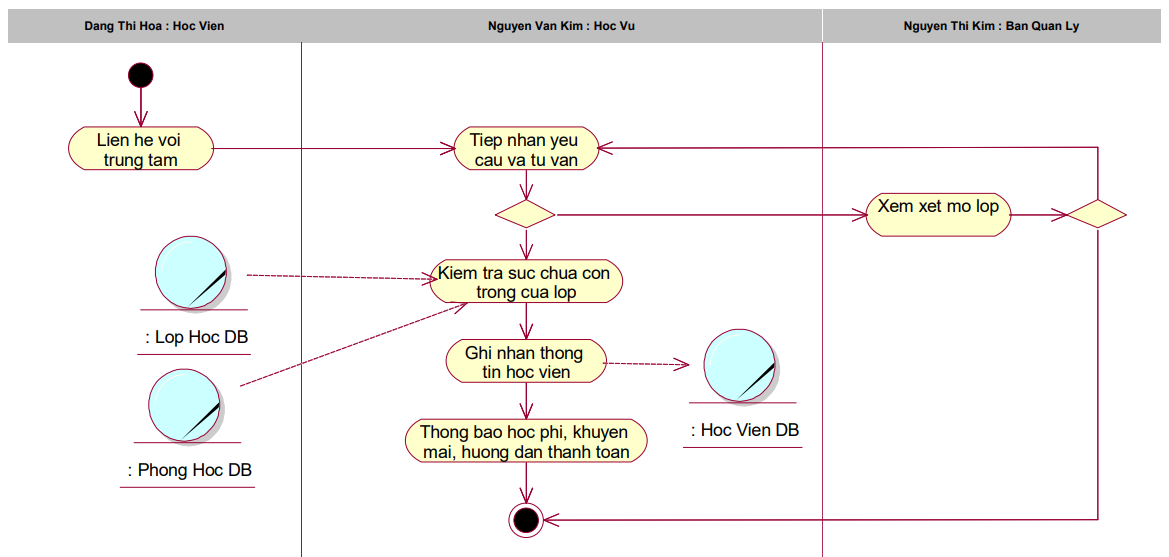 Dang Thi Hoa : Hoc Vien
Nguyen Van Kim : Hoc Vu
Nguyen Thi Kim : Ban Quan Ly
Lien he voi
trung tam
Tiep nhan yeu
cau va tu van
Xem xet mo lop
Kiem tra suc chua con
trong cua lop
: Lop Hoc DB
Ghi nhan thong
tin hoc vien
: Hoc Vien DB
: Phong Hoc DB
Thong bao hoc phi, khuyen
mai, huong dan thanh toan